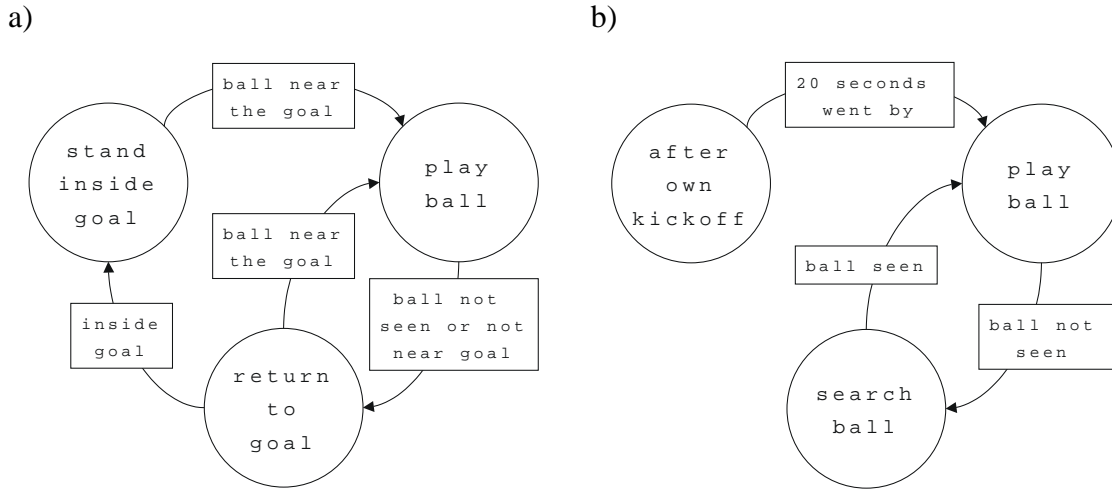 a)
ball near
the goal
stand
inside
goal
play
ball
ball near
the goal
inside
goal
ball not
seen or not
near goal
return
to
goal
b)
20 seconds
went by
after
own
kickoff
play
ball
ball seen
ball not
seen
search
ball